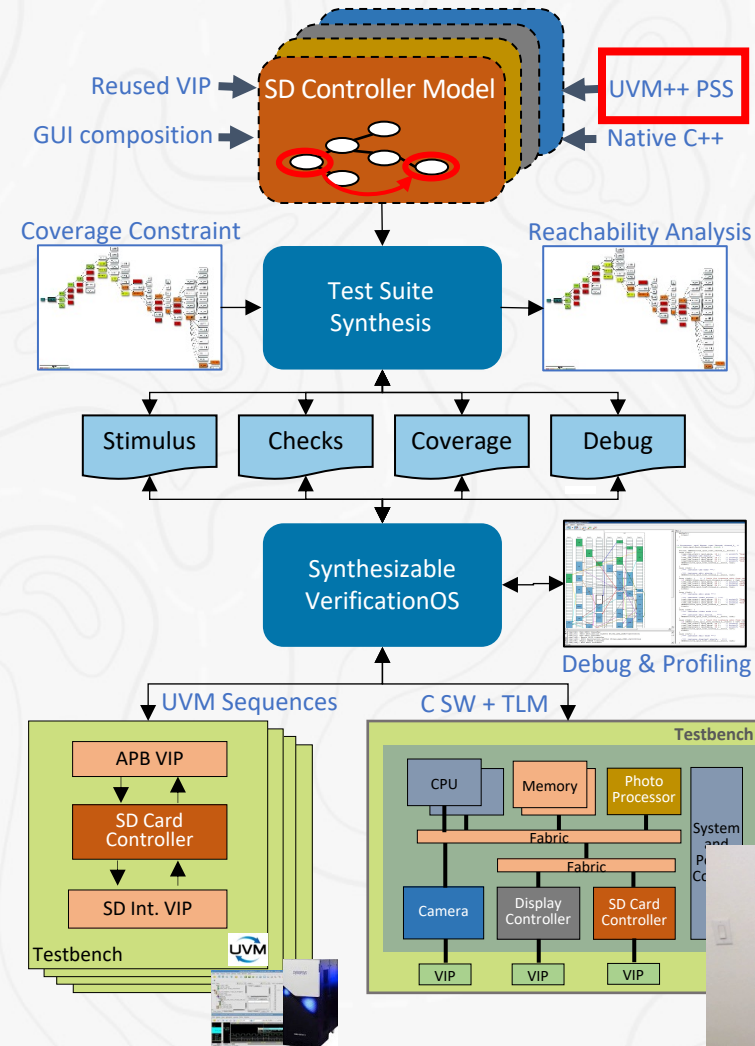 Reused VIP
SD Controller Model
UVM++ PSS
GUI composition
Native C++
Coverage Constraint
Reachability Analysis
Test Suite
Synthesis
Stimulus
Checks
Coverage
Debug
Synthesizable
VerificationOS
Debug & Profiling
UVM Sequences
C SW + TLM
Testbench
APB VIP
SD Card
Controller
SD Int. VIP
Testbench
UVM
CPU
Memory
Photo
Processor
System
and
Fabric
Fabric
Camera
Display
Controller
SD Card
Controller
VIP
VIP
VIP